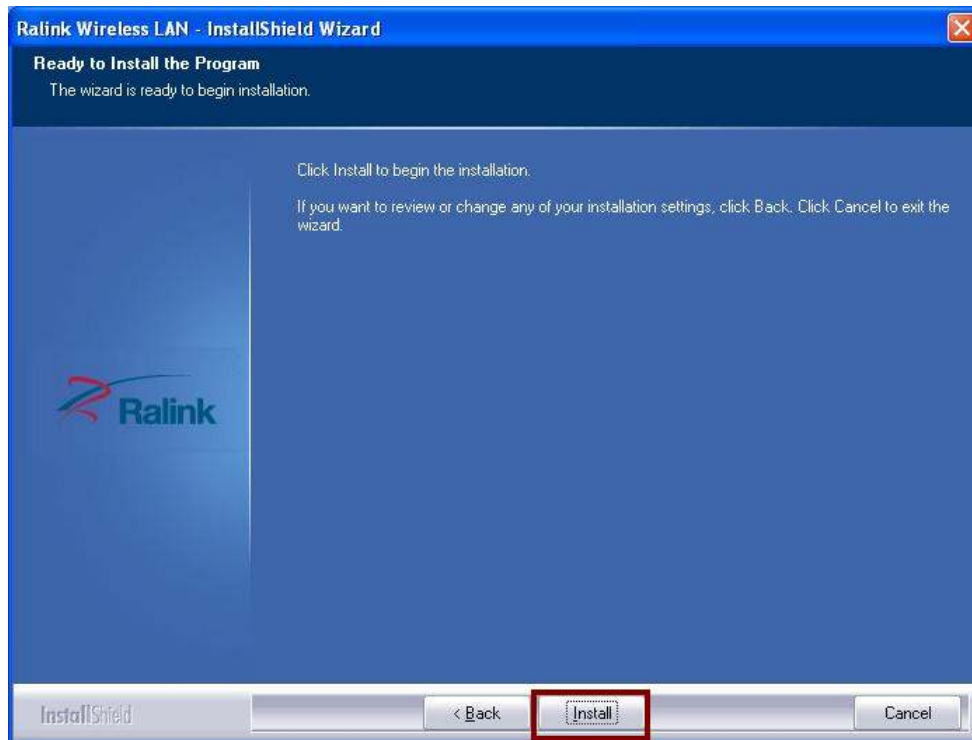 Ralink Wireless LAN - InstallShield Wizard
Ready to Install the Program
The wizard is ready to begin installation.
Click Install to begin the installation.
If you want to review or change any of your installation settings, click Back. Click Cancel to exit the
wizard.
Ralink
InstallShield
< Back
Install
Cancel